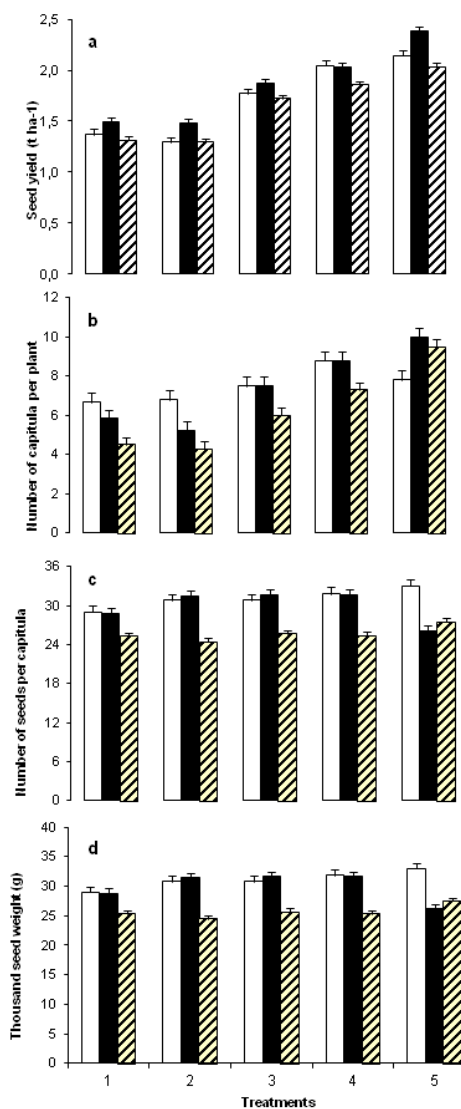 a
Seed yield (t ha-1)
2,5
2,0
1,5
1,0
0,5
0,0
b
Number of capitula per plant
12
10
8
6
4
2
0
c
Number of seeds per capitula
36
30
24
18
12
6
0
d
Thousand seed weight (g)
40
35
30
25
20
15
10
5
0
1 2 3 4 5
Treatments